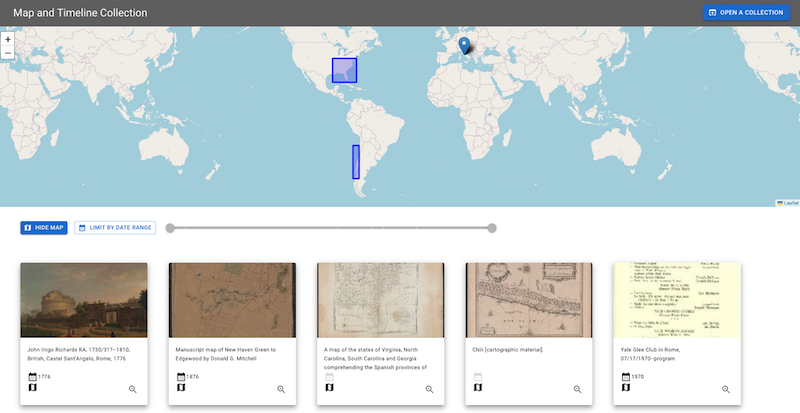 Map and Timeline Collection
OPEN A COLLECTION
+
−
Leaflet
HIDE MAP
LIMIT BY DATE RANGE
John Inigo Richards RA, 1730/31?–1810,
British, Castel Sant'Angelo, Rome, 1776
1776
Manuscript map of New Haven Green to
Edgewood by Donald G. Mitchell
1876
A map of the states of Virginia, North
Carolina, South Carolina and Georgia
comprehending the Spanish provinces of
Chili [cartographic material].
Yale Glee Club in Rome,
07/17/1970--program
1970